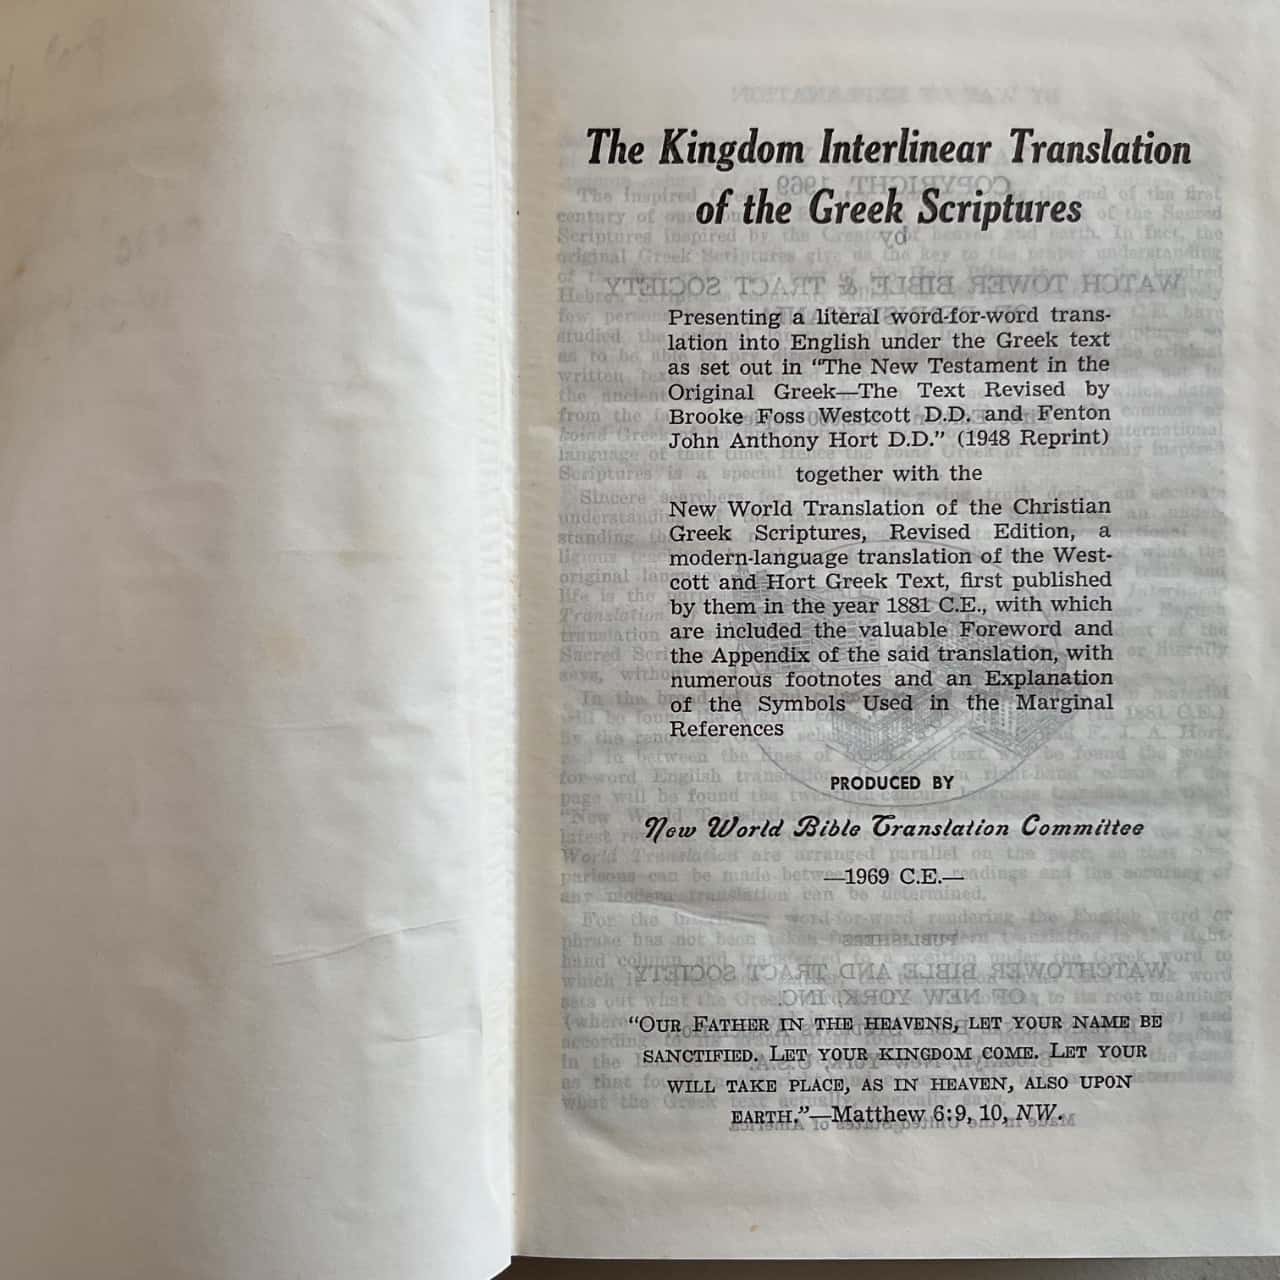 The Kingdom Interlinear Translation
of the Greek Scriptures
Presenting a literal word-for-word trans-
lation into English under the Greek text
as set out in “The New Testament in the
Original Greek—The Text Revised by
Brooke Foss Westcott D.D. and Fenton
John Anthony Hort D.D.” (1948 Reprint)
together with the
New World Translation of the Christian
Greek Scriptures, Revised Edition, a
modern-language translation of the West-
cott and Hort Greek Text, first published
by them in the year 1881 C.E., with which
are included the valuable Foreword and
the Appendix of the said translation, with
numerous footnotes and an Explanation
of the Symbols Used in the Marginal
References
PRODUCED BY
New World Bible Translation Committee
—1969 C.E.—
“OUR FATHER IN THE HEAVENS, LET YOUR NAME BE
SANCTIFIED. LET YOUR KINGDOM COME. LET YOUR
WILL TAKE PLACE, AS IN HEAVEN, ALSO UPON
EARTH.”—Matthew 6:9, 10, NW.